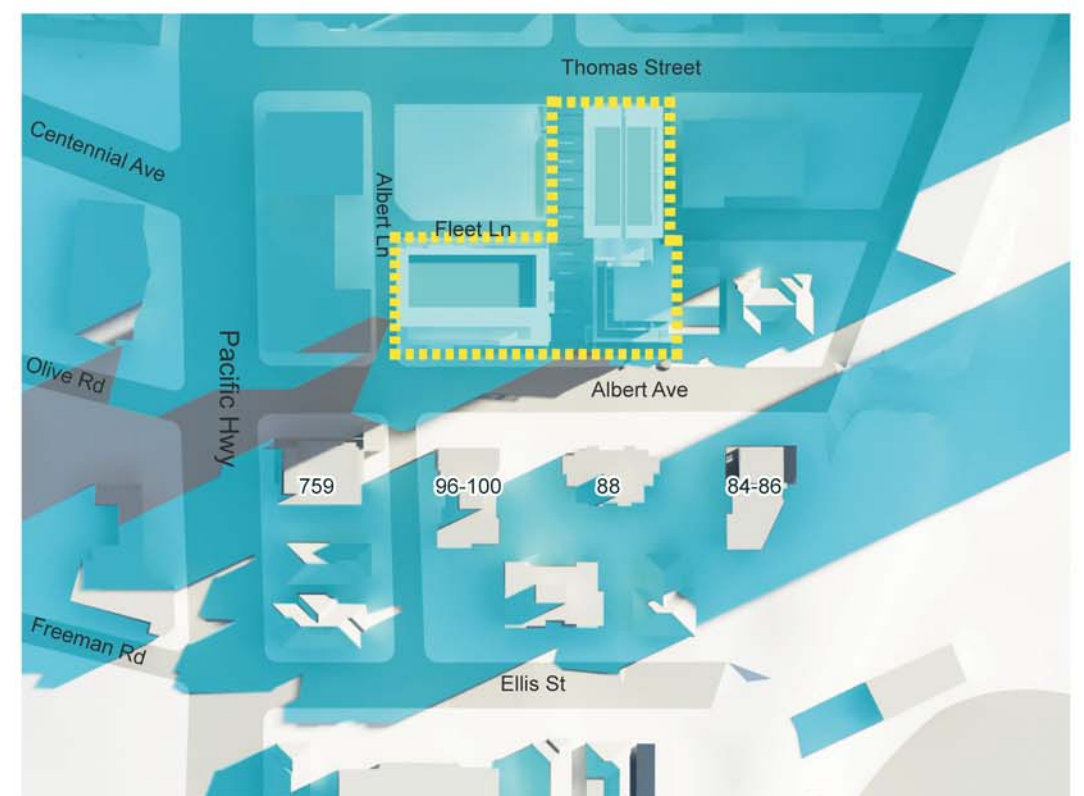 Thomas Street
Centennial Ave
Albert Ln
Fleet Ln
Pacific Hwy
Olive Rd
Albert Ave
759
96-100
88
84-86
Freeman Rd
Ellis St